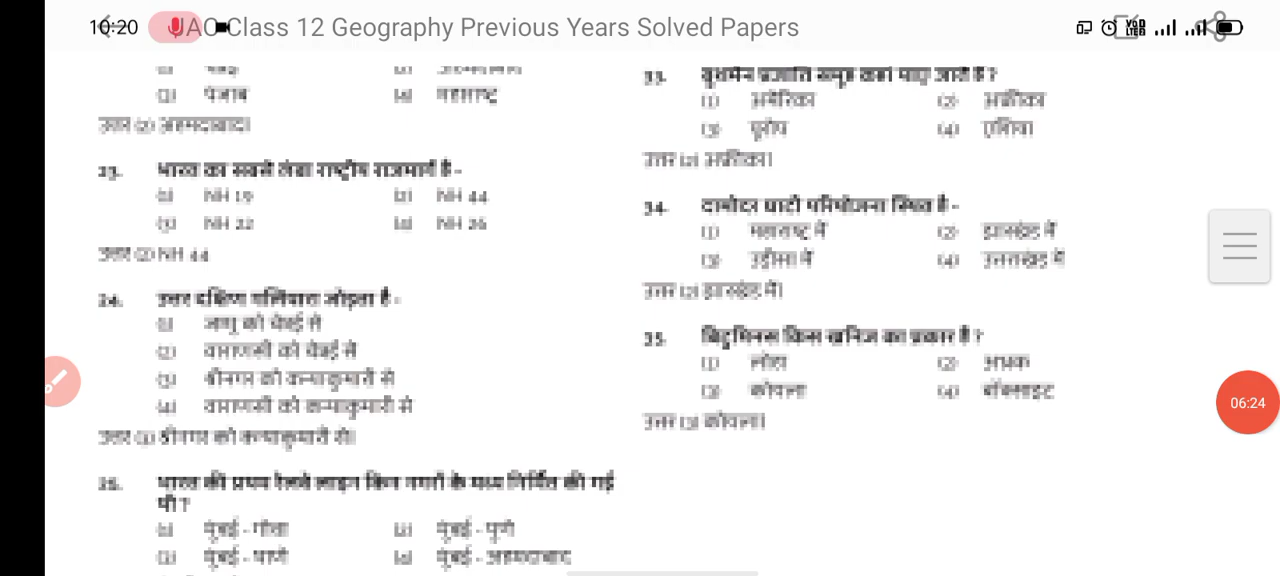 10:20 JAC Class 12 Geography Previous Years Solved Papers
(3) पंजाब (4) महाराष्ट्र
उत्तर (2) अहमदाबाद।
23. भारत का सबसे लंबा राष्ट्रीय राजमार्ग है -
(1) NH 19 (2) NH 44
(3) NH 22 (4) NH 26
उत्तर (2) NH 44
24. उत्तर दक्षिण गलियारा जोड़ता है -
(1) जम्मू को चेन्नई से
(2) वाराणसी को चेन्नई से
(3) श्रीनगर को कन्याकुमारी से
(4) वाराणसी को कन्याकुमारी से
उत्तर (3) श्रीनगर को कन्याकुमारी से।
25. भारत की प्रथम रेलवे लाइन किन नगरों के मध्य निर्मित की गई
थी ?
(1) मुंबई - गोवा (2) मुंबई - पुणे
(3) मुंबई - थाणे (4) मुंबई - अहमदाबाद
33. बुशमैन प्रजाति समूह कहां पाए जाते हैं ?
(1) अमेरिका (2) अफ्रीका
(3) यूरोप (4) एशिया
उत्तर (2) अफ्रीका।
34. दामोदर घाटी परियोजना स्थित है -
(1) महाराष्ट्र में (2) झारखंड में
(3) उड़ीसा में (4) उत्तराखंड में
उत्तर (2) झारखंड में।
35. बिटुमिनस किस खनिज का प्रकार है ?
(1) लोहा (2) अभ्रक
(3) कोयला (4) बॉक्साइट
उत्तर (3) कोयला।
06:24